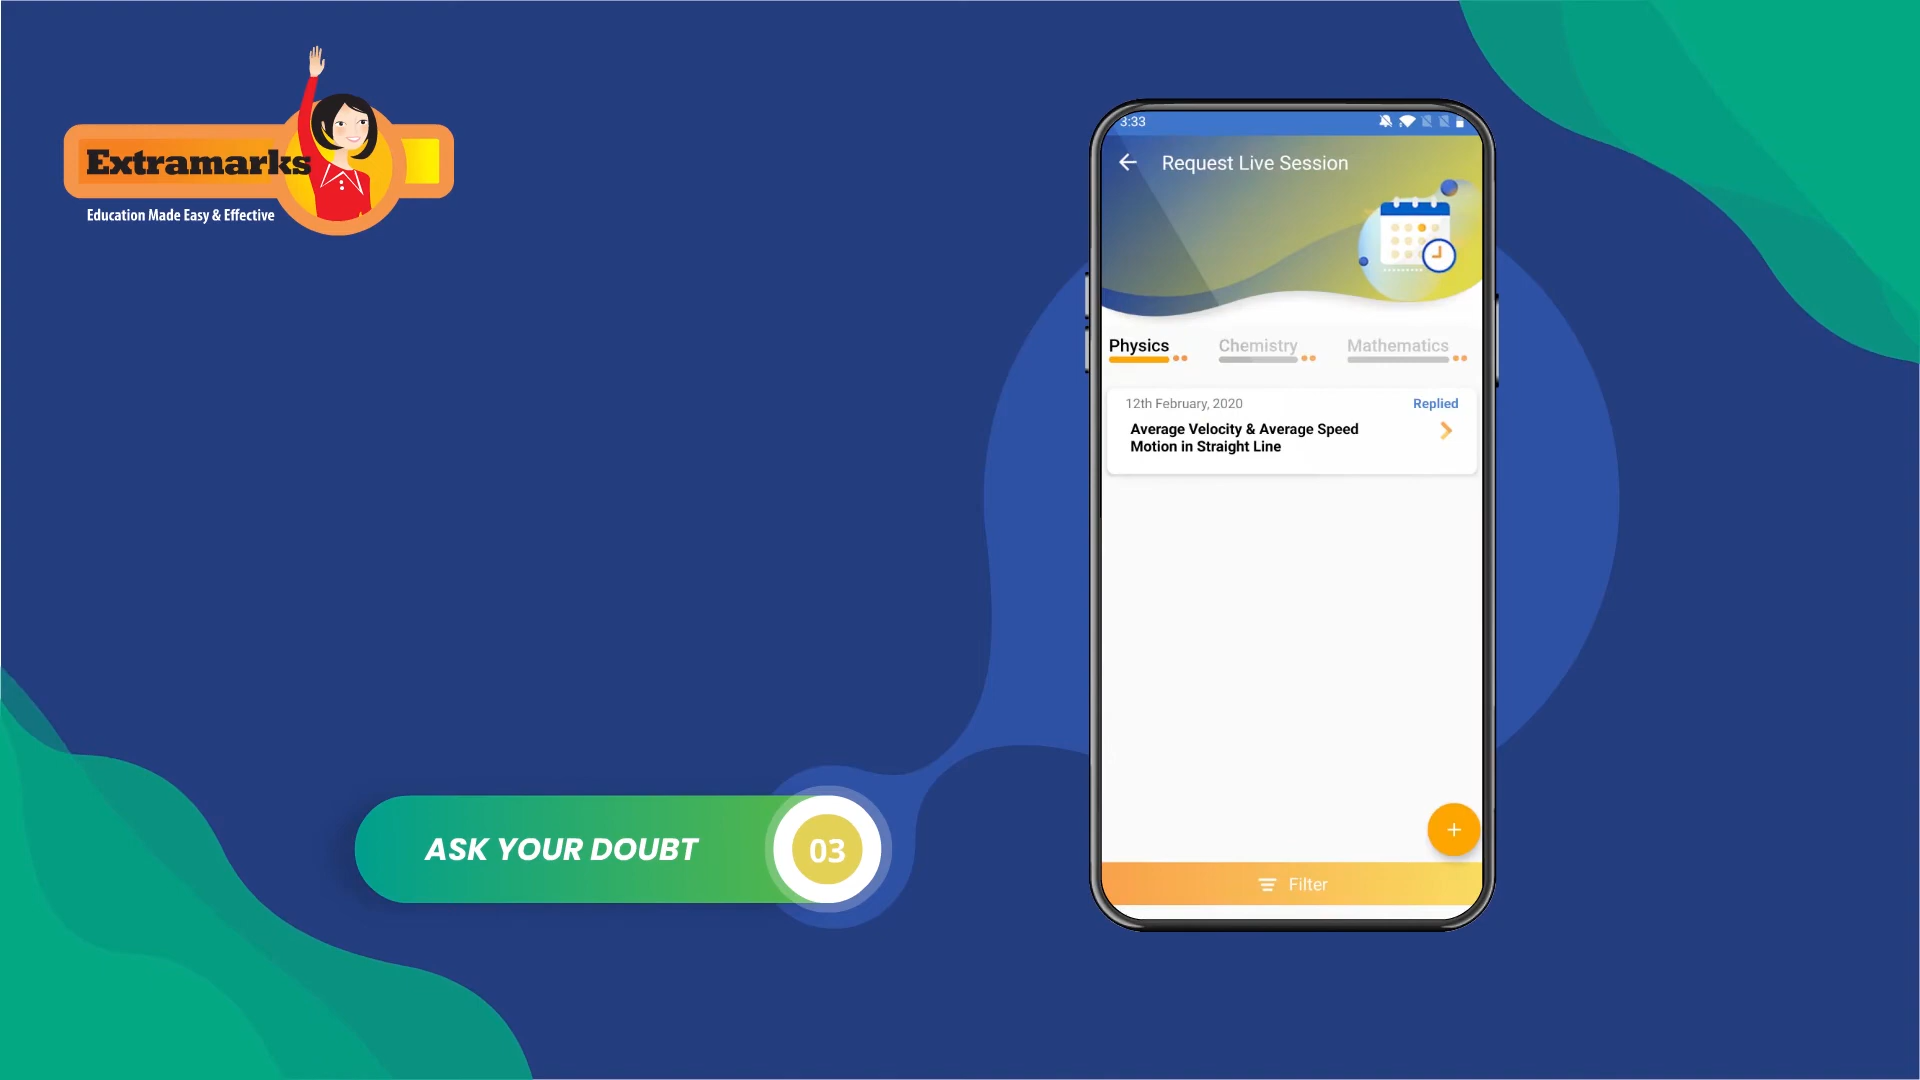 Extramarks
Education Made Easy & Effective
3:33
Request Live Session
Physics
Chemistry
Mathematics
12th February, 2020
Replied
Average Velocity & Average Speed
Motion in Straight Line
+
Filter
ASK YOUR DOUBT
03